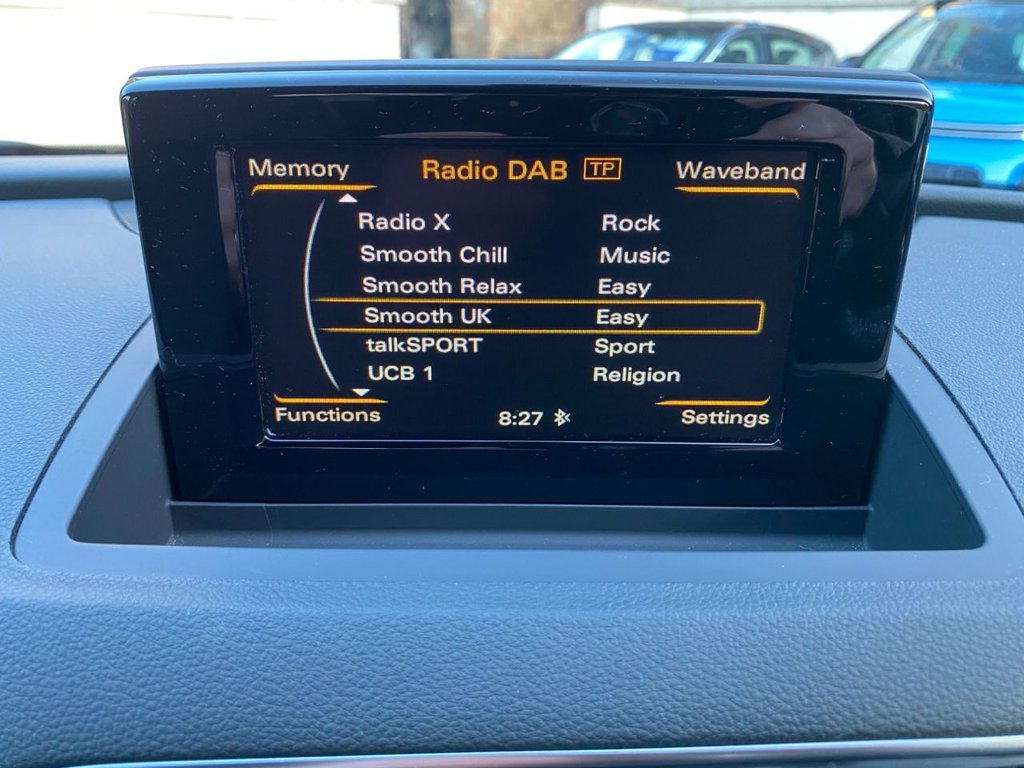 Memory Radio DAB TP Waveband
Radio X Rock
Smooth Chill Music
Smooth Relax Easy
Smooth UK Easy
talkSPORT Sport
UCB 1 Religion
Functions 8:27 Settings